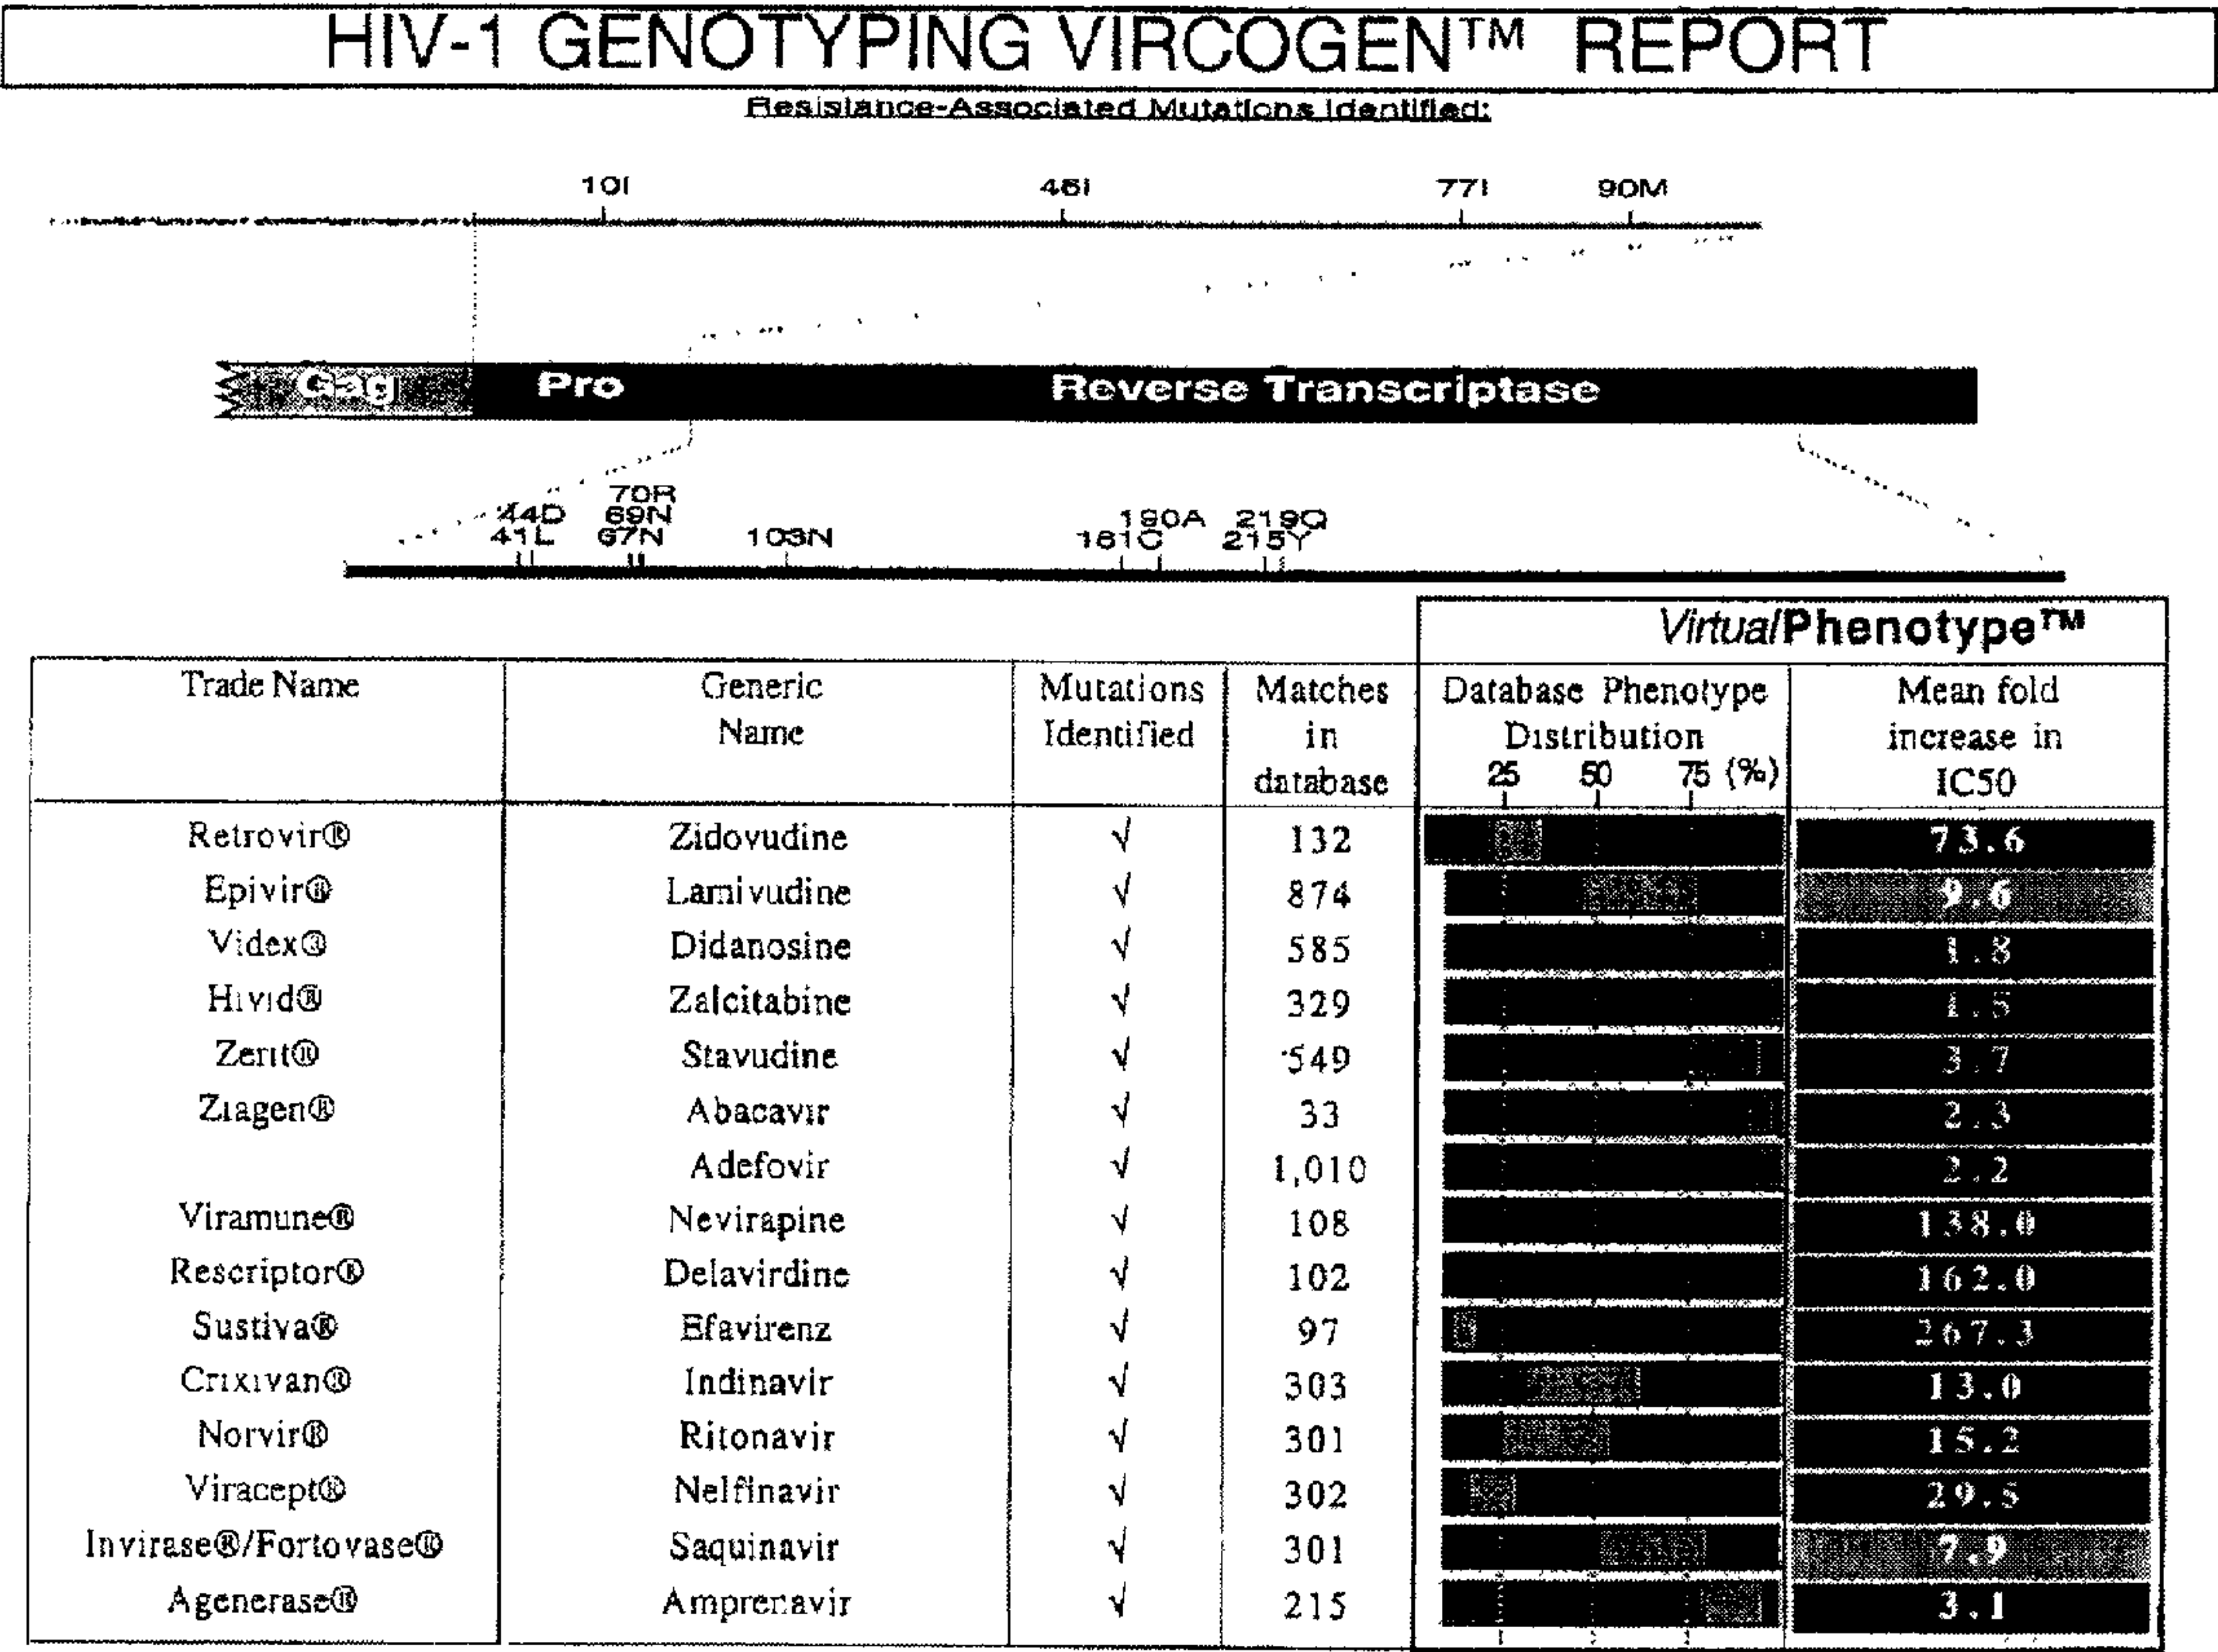 HIV-1 GENOTYPING VIRCOGEN™ REPORT
Resistance-Associated Mutations Identified:
10I 46I 77I 90M
Gag Pro Reverse Transcriptase
70R
44D 69N 190A 219Q
41L 67N 103N 181C 215Y
VirtualPhenotype™
Trade Name Generic Mutations Matches Database Phenotype Mean fold
Name Identified in Distribution increase in
database 25 50 75 (%) IC50
Retrovir® Zidovudine √ 132 73.6
Epivir® Lamivudine √ 874 9.6
Videx® Didanosine √ 585 1.8
Hivid® Zalcitabine √ 329 1.5
Zerit® Stavudine √ 549 3.7
Ziagen® Abacavir √ 33 2.3
Adefovir √ 1,010 2.2
Viramune® Nevirapine √ 108 138.0
Rescriptor® Delavirdine √ 102 162.0
Sustiva® Efavirenz √ 97 267.3
Crixivan® Indinavir √ 303 13.0
Norvir® Ritonavir √ 301 15.2
Viracept® Nelfinavir √ 302 29.5
Invirase®/Fortovase® Saquinavir √ 301 7.9
Agenerase® Amprenavir √ 215 3.1